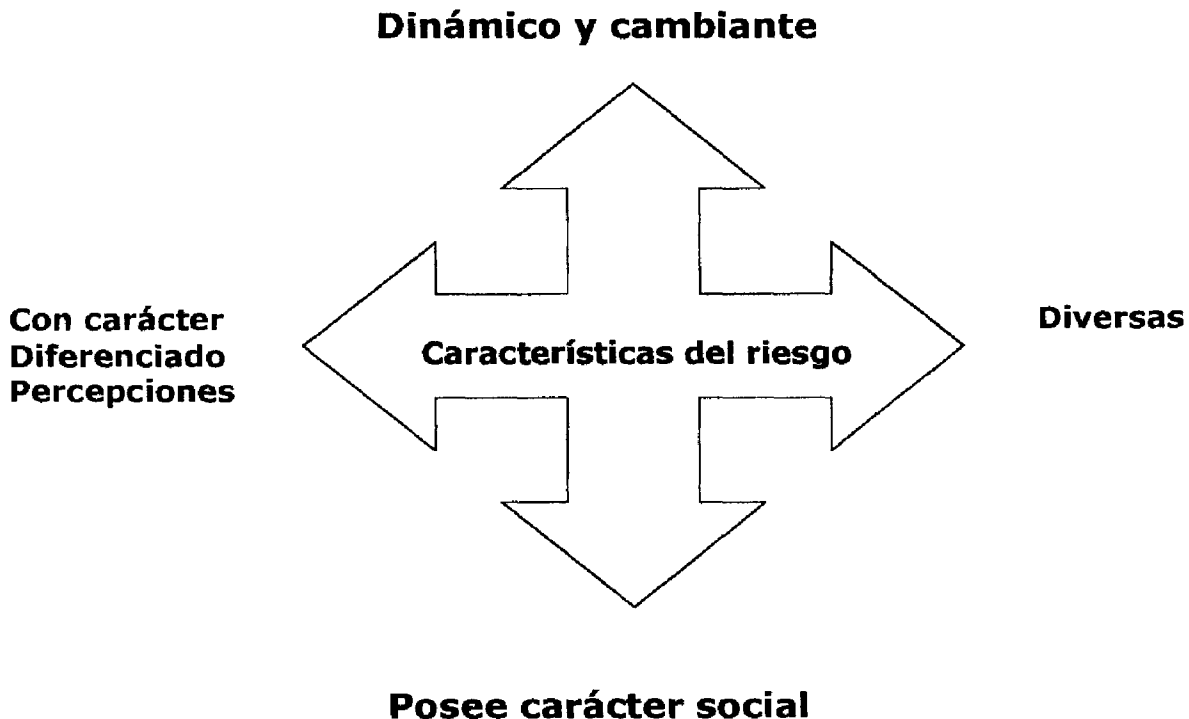 Dinámico y cambiante
Con carácter
Diferenciado
Percepciones
Características del riesgo
Diversas
Posee carácter social